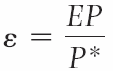 ε = EP / P*